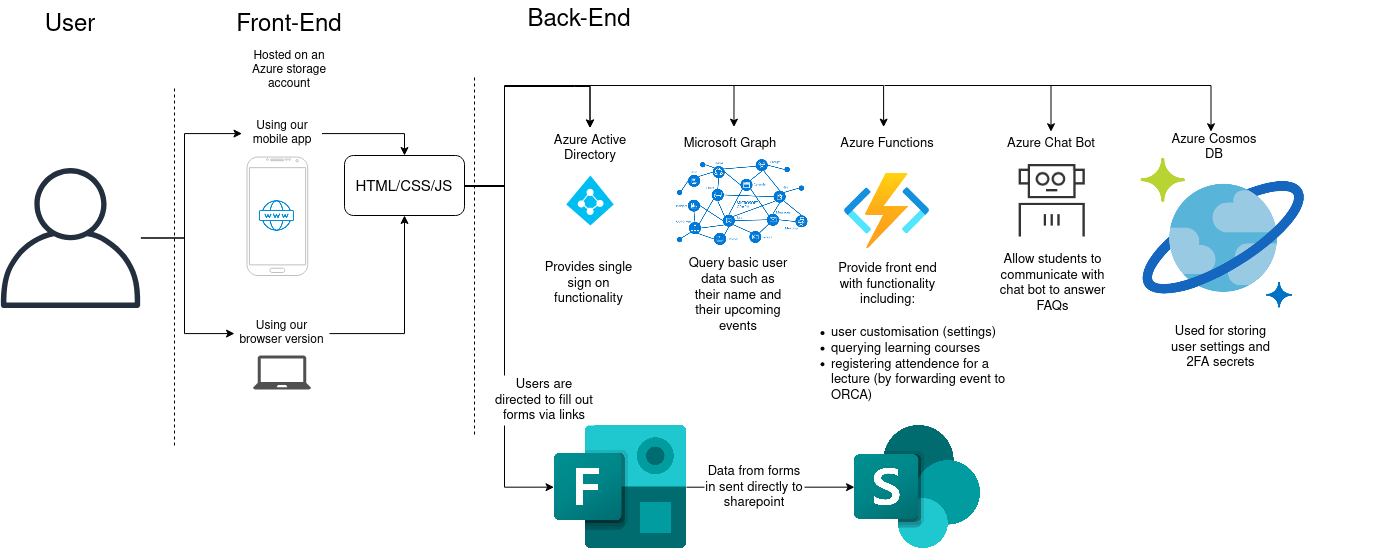 User
Front-End
Back-End
Hosted on an
Azure storage
account
Using our
mobile app
WWW
HTML/CSS/JS
Using our
browser version
Azure Active
Directory
Provides single
sign on
functionality
Microsoft Graph
Query basic user
data such as
their name and
their upcoming
events
Azure Functions
Provide front end
with functionality
including:
user customisation (settings)
querying learning courses
registering attendence for a
lecture (by forwarding event to
ORCA)
Azure Chat Bot
Allow students to
communicate with
chat bot to answer
FAQs
Azure Cosmos
DB
Used for storing
user settings and
2FA secrets
Users are
directed to fill out
forms via links
F
Data from forms
in sent directly to
sharepoint
S